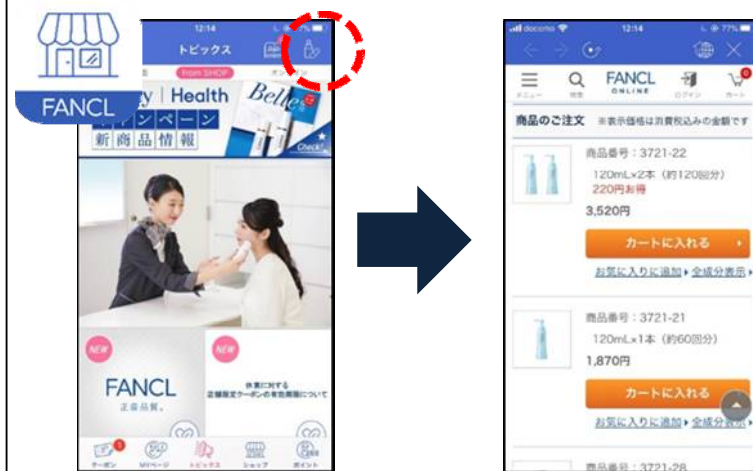 FANCL
12:14
トピックス
From SHOP
Health
Belle
キャンペーン
新商品情報
Check!
NEW
NEW
FANCL
正直品質。
休業に対する
店舗限定クーポンの有効期限について
クーポン
MYページ
トピックス
ショップ
ポイント
docomo
12:14
77%
メニュー
検索
FANCL
ONLINE
ログイン
カート
0
商品のご注文 ※表示価格は消費税込みの金額です
商品番号：3721-22
120mL×2本（約120回分）
220円お得
3,520円
カートに入れる
お気に入りに追加 全成分表示
商品番号：3721-21
120mL×1本（約60回分）
1,870円
カートに入れる
お気に入りに追加 全成分表示
商品番号：3721-28